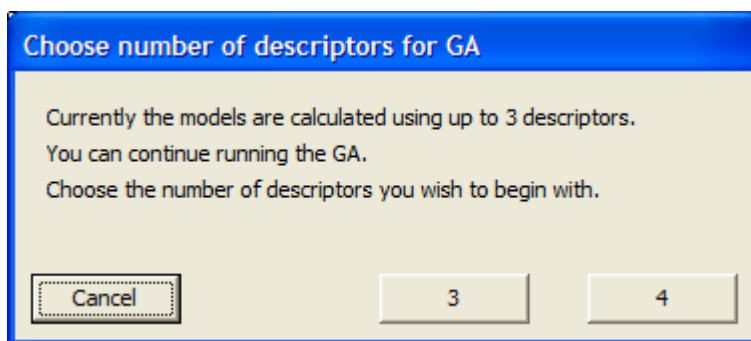 Choose number of descriptors for GA
Currently the models are calculated using up to 3 descriptors.
You can continue running the GA.
Choose the number of descriptors you wish to begin with.
Cancel 3 4